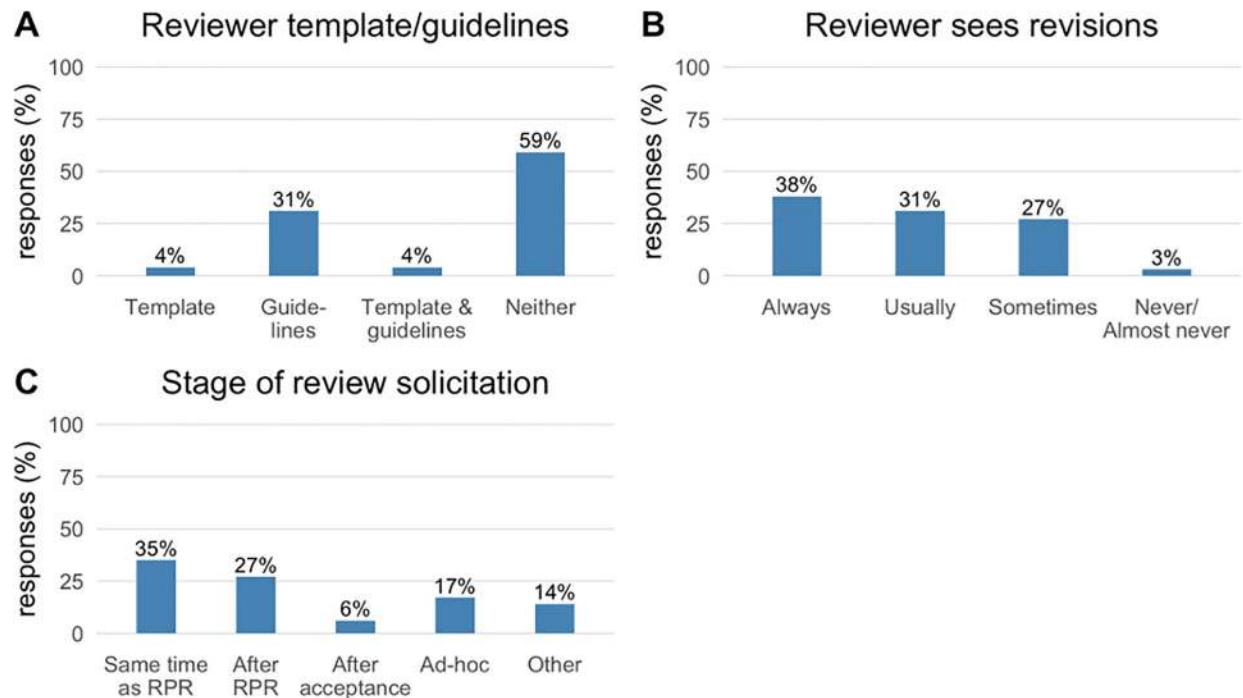 A Reviewer template/guidelines
responses (%)
100
75
50
25
0
4%
31%
4%
59%
Template
Guide-
lines
Template &
guidelines
Neither
B Reviewer sees revisions
responses (%)
100
75
50
25
0
38%
31%
27%
3%
Always
Usually
Sometimes
Never/
Almost never
C Stage of review solicitation
responses (%)
100
75
50
25
0
35%
27%
6%
17%
14%
Same time
as RPR
After
RPR
After
acceptance
Ad-hoc
Other